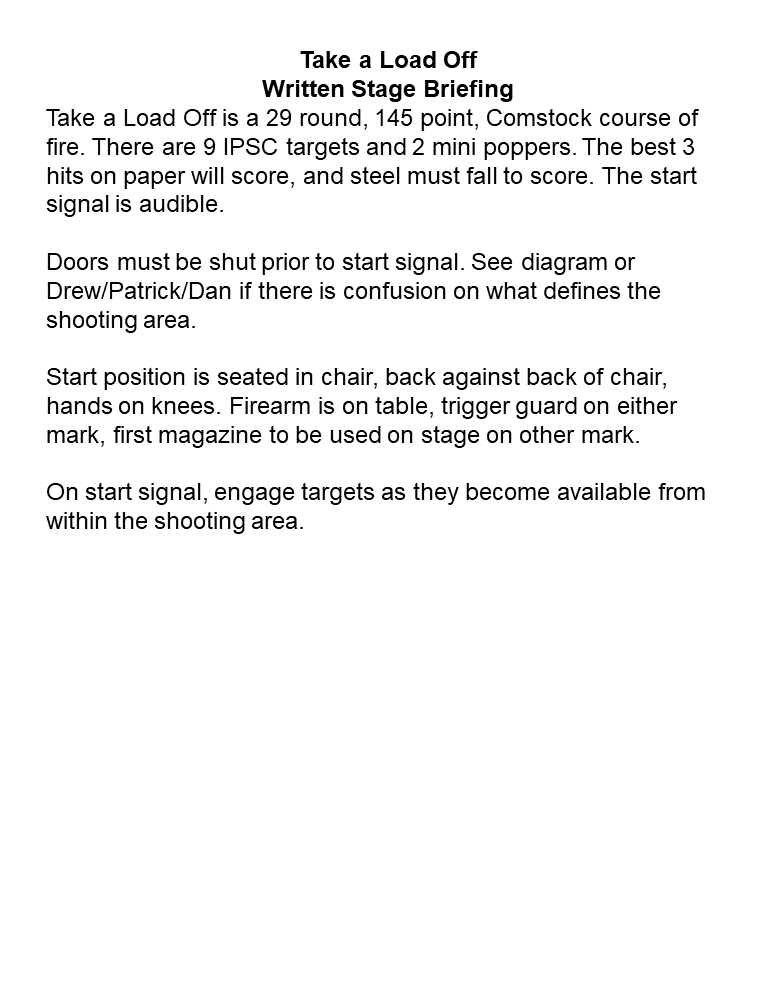 Take a Load Off
Written Stage Briefing
Take a Load Off is a 29 round, 145 point, Comstock course of
fire. There are 9 IPSC targets and 2 mini poppers. The best 3
hits on paper will score, and steel must fall to score. The start
signal is audible.
Doors must be shut prior to start signal. See diagram or
Drew/Patrick/Dan if there is confusion on what defines the
shooting area.
Start position is seated in chair, back against back of chair,
hands on knees. Firearm is on table, trigger guard on either
mark, first magazine to be used on stage on other mark.
On start signal, engage targets as they become available from
within the shooting area.